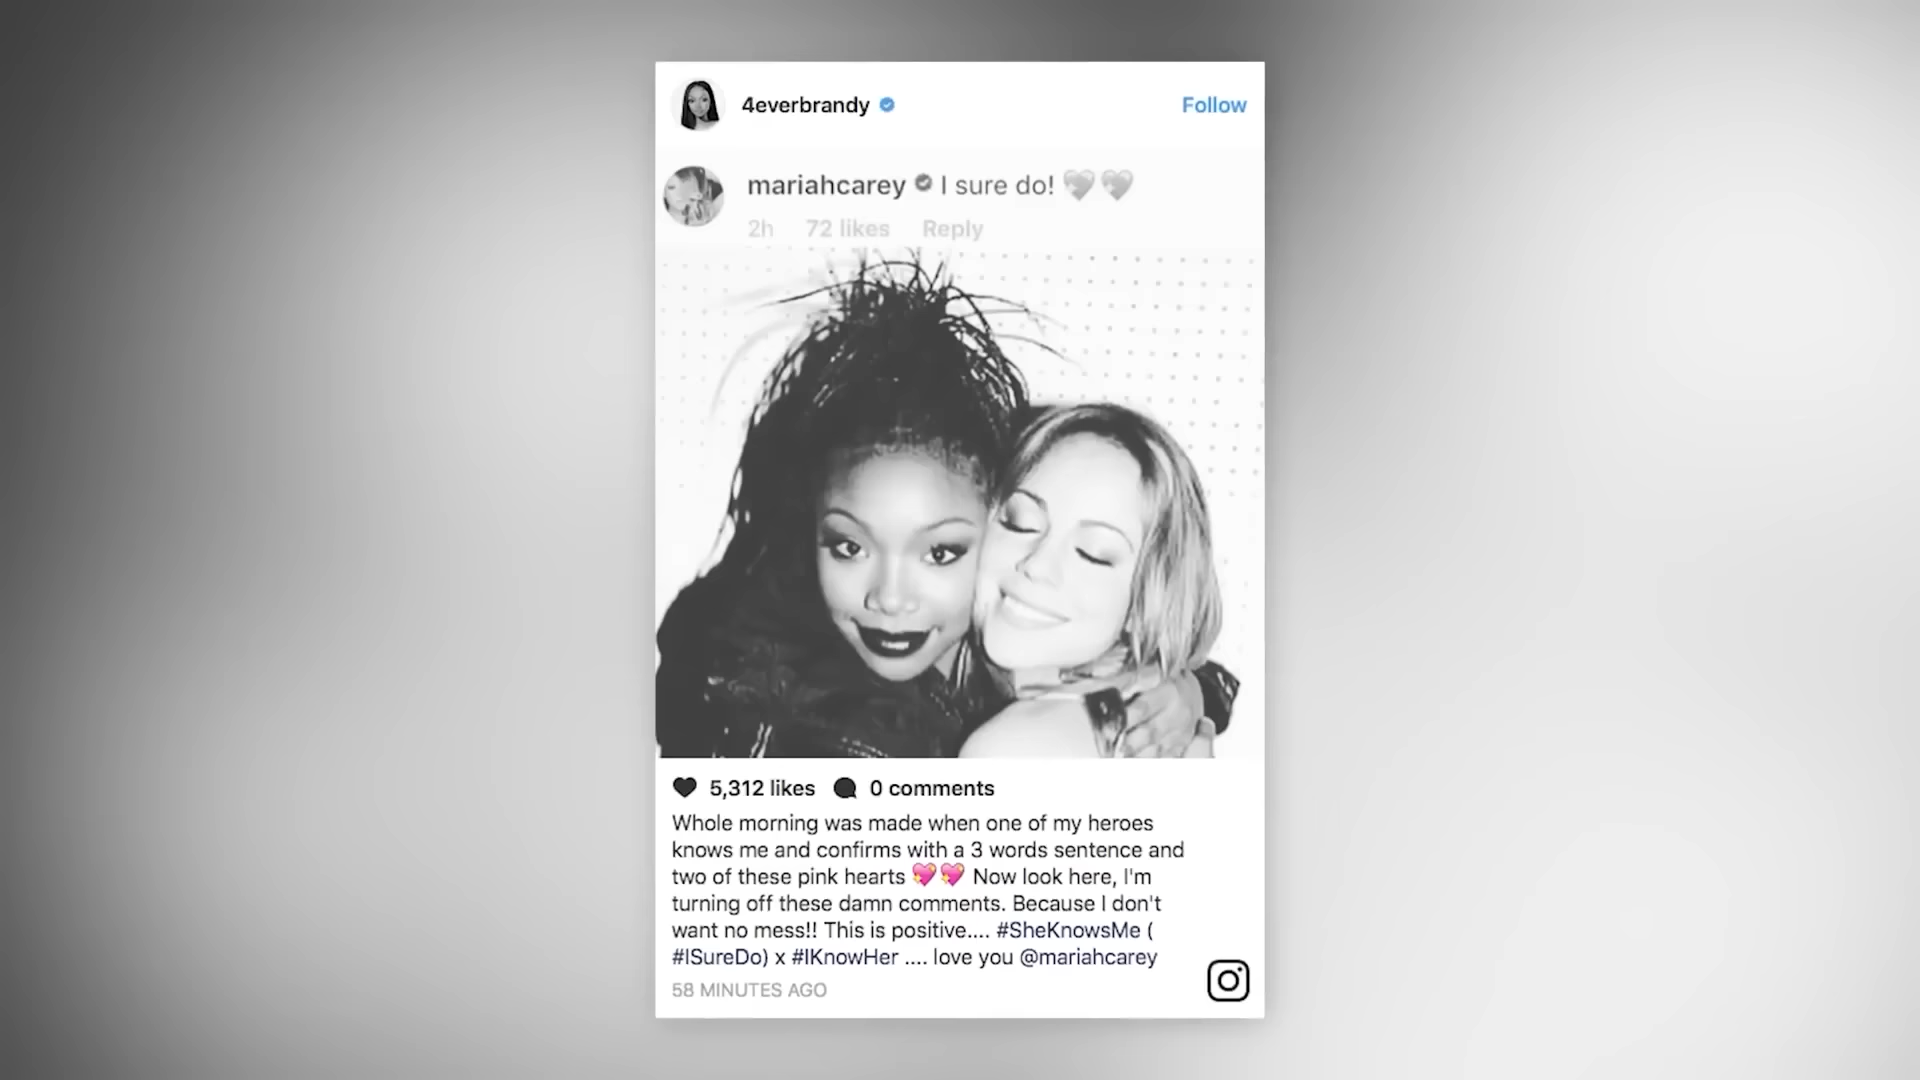 4everbrandy
Follow
mariahcarey I sure do! 💖💖
2h 72 likes Reply
5,312 likes 0 comments
Whole morning was made when one of my heroes
knows me and confirms with a 3 words sentence and
two of these pink hearts 💖💖 Now look here, I'm
turning off these damn comments. Because I don't
want no mess!! This is positive.... #SheKnowsMe (
#ISureDo) x #IKnowHer .... love you @mariahcarey
58 MINUTES AGO